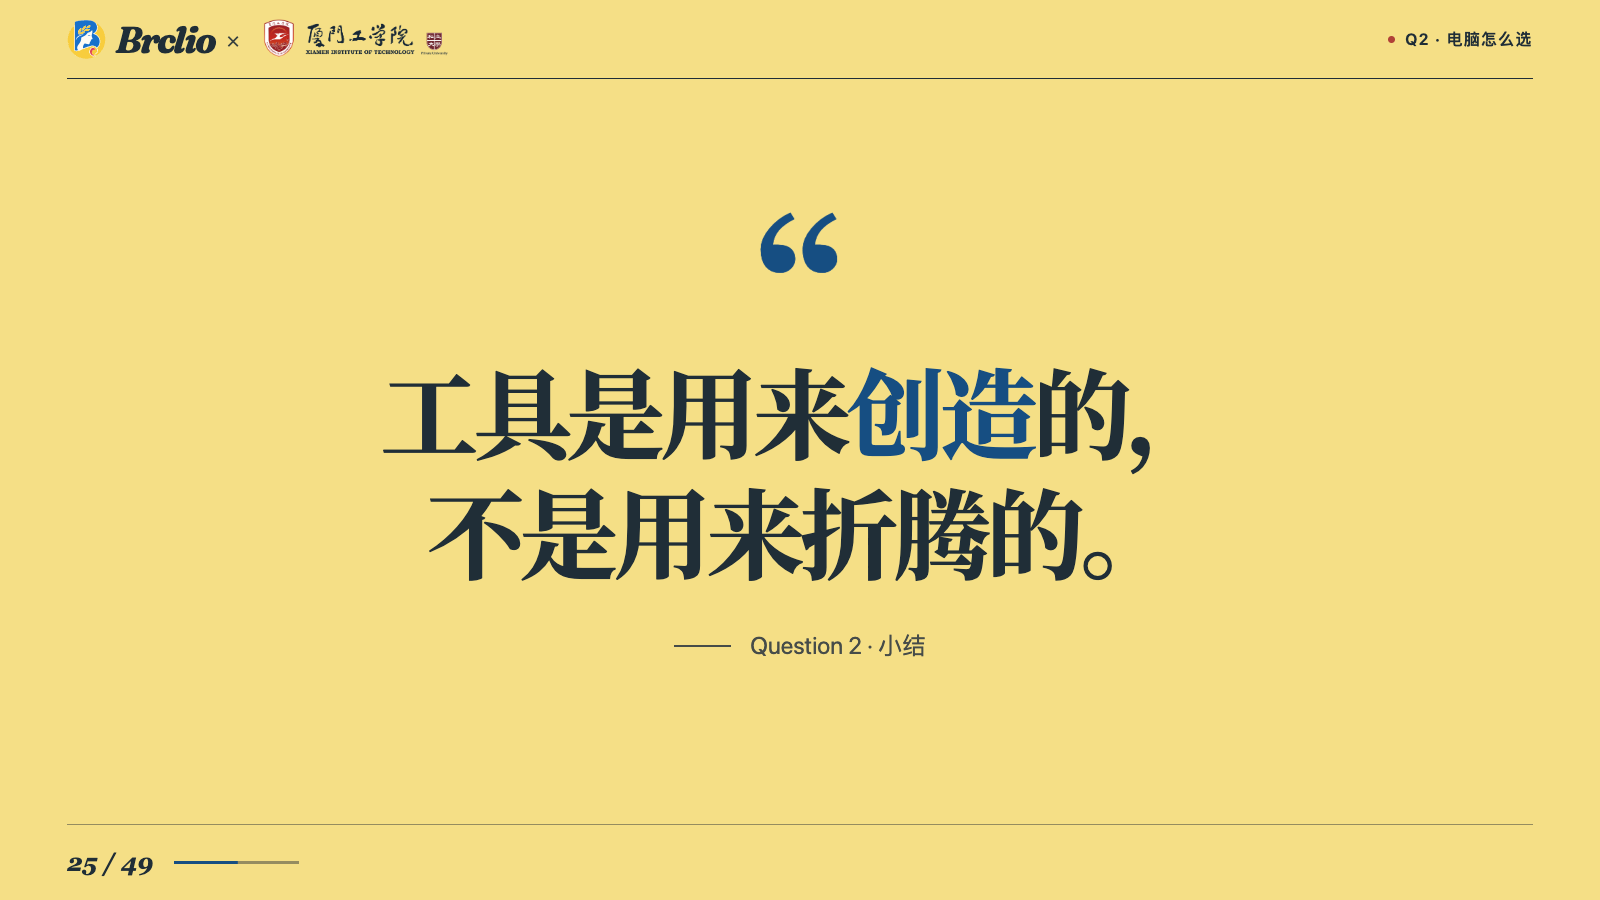 Brclio ×
厦門工学院
XIAMEN INSTITUTE OF TECHNOLOGY
Q2 · 电脑怎么选
“
工具是用来创造的，
不是用来折腾的。
—— Question 2 · 小结
25 / 49